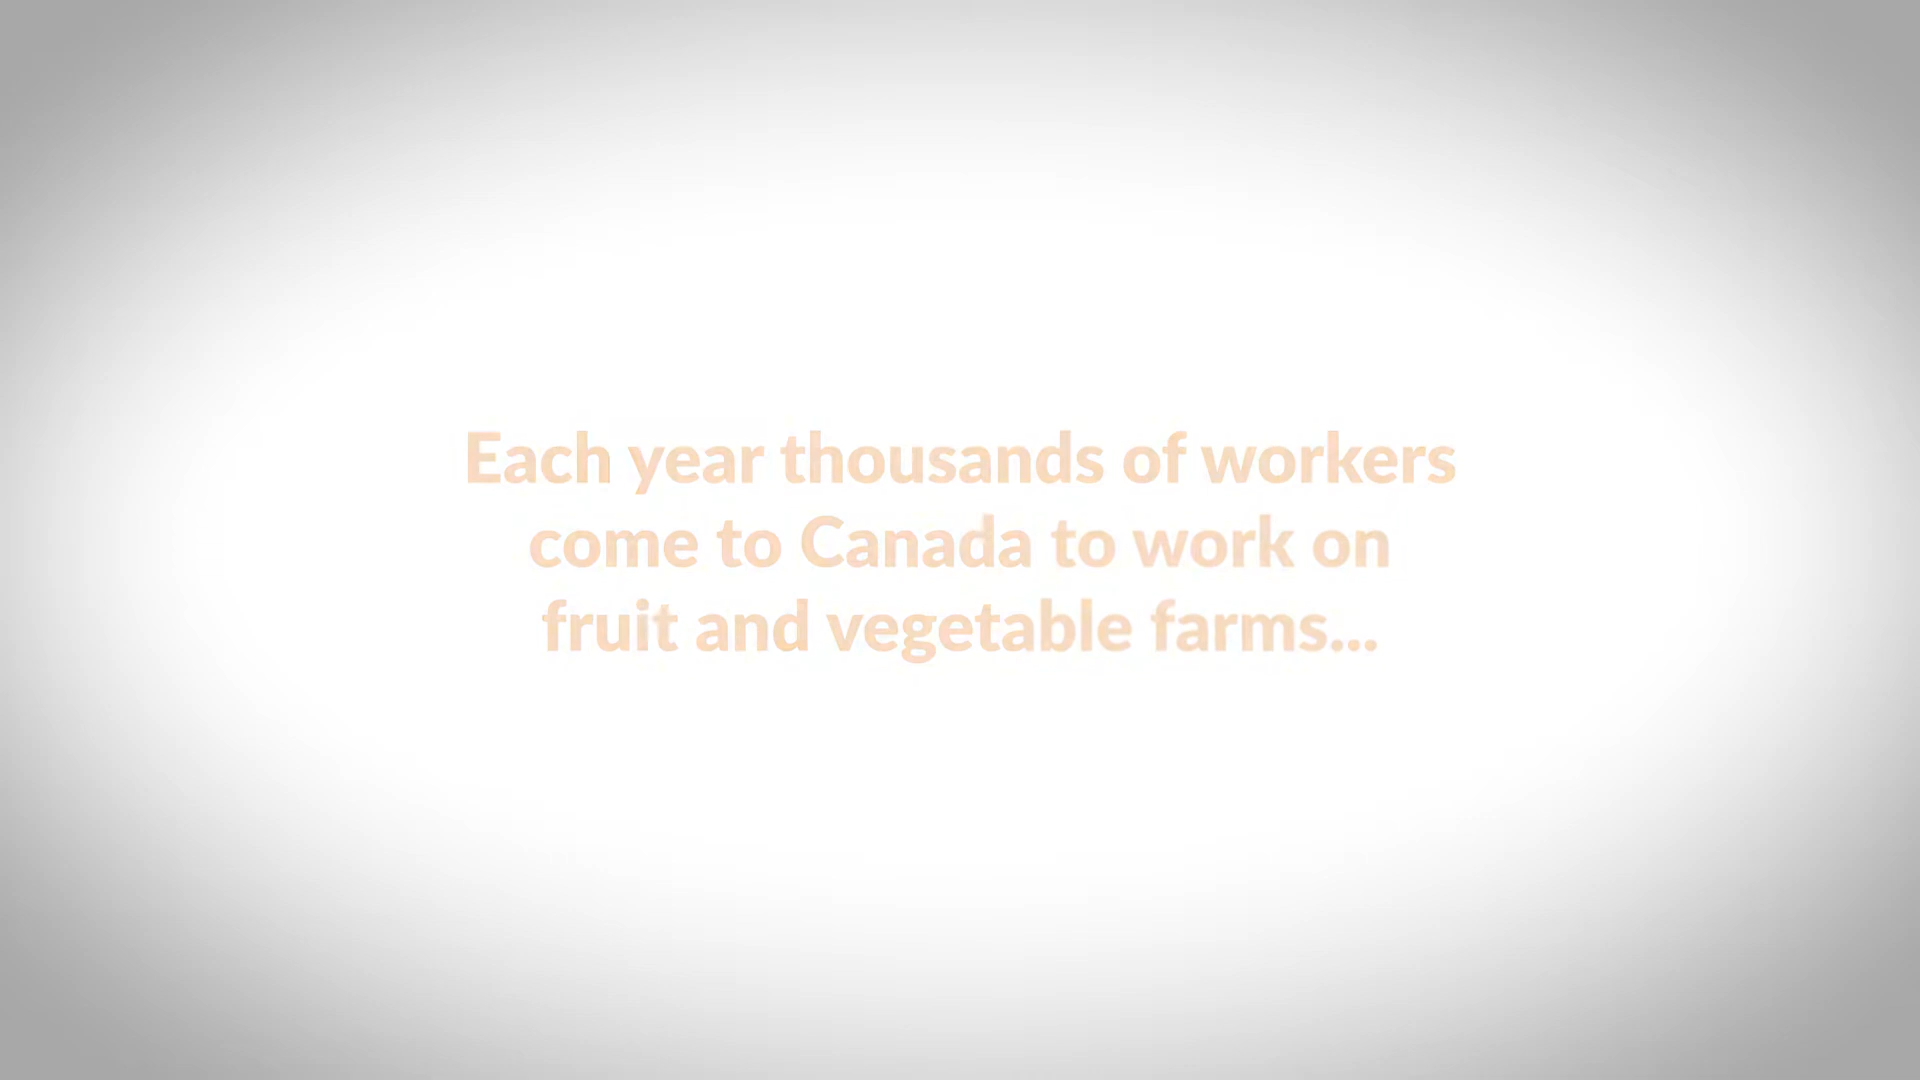 Each year thousands of workers
come to Canada to work on
fruit and vegetable farms...